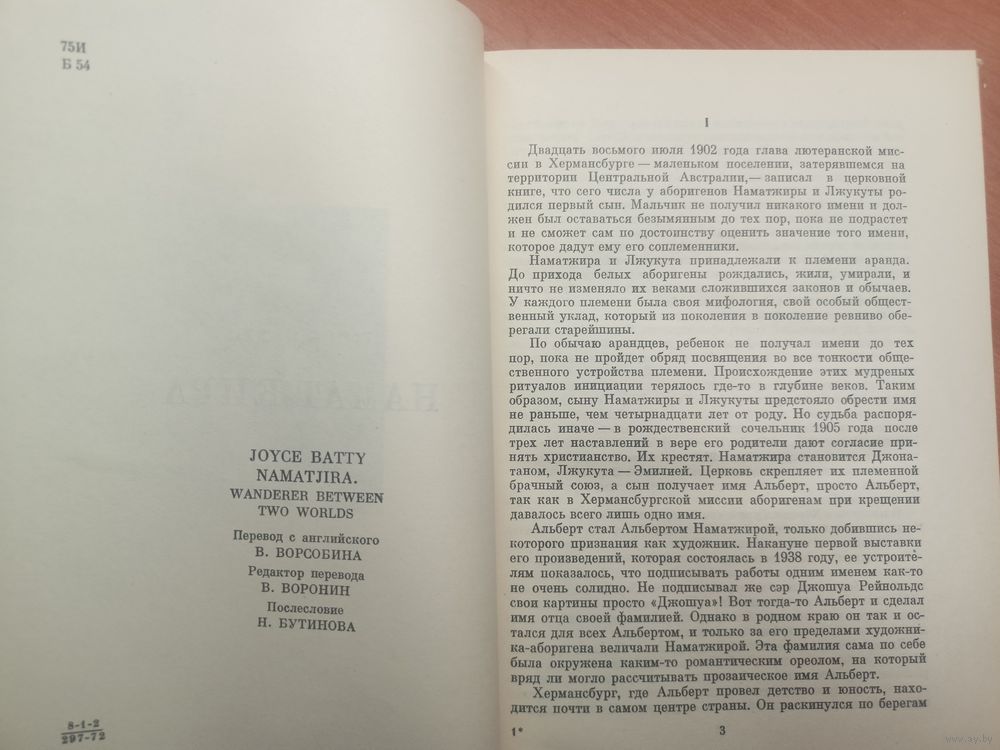 75И
Б 54
JOYCE BATTY
NAMATJIRA.
WANDERER BETWEEN
TWO WORLDS
Перевод с английского
В. ВОРСОБИНА
Редактор перевода
В. ВОРОНИН
Послесловие
Н. БУТИНОВА
8-1-2
297-72
I
Двадцать восьмого июля 1902 года глава лютеранской мис-
сии в Хермансбурге — маленьком поселении, затерявшемся на
территории Центральной Австралии,— записал в церковной
книге, что сего числа у аборигенов Наматжиры и Лжукуты ро-
дился первый сын. Мальчик не получил никакого имени и дол-
жен был оставаться безымянным до тех пор, пока не подрастет
и не сможет сам по достоинству оценить значение того имени,
которое дадут ему его соплеменники.
Наматжира и Лжукута принадлежали к племени аранда.
До прихода белых аборигены рождались, жили, умирали, и
ничто не изменяло их веками сложившихся законов и обычаев.
У каждого племени была своя мифология, свой особый общест-
венный уклад, который из поколения в поколение ревниво обе-
регали старейшины.
По обычаю арандцев, ребенок не получал имени до тех
пор, пока не пройдет обряд посвящения во все тонкости обще-
ственного устройства племени. Происхождение этих мудреных
ритуалов инициации терялось где-то в глубине веков. Таким
образом, сыну Наматжиры и Лжукуты предстояло обрести имя
не раньше, чем четырнадцати лет от роду. Но судьба распоря-
дилась иначе — в рождественский сочельник 1905 года после
трех лет наставлений в вере его родители дают согласие при-
нять христианство. Их крестят. Наматжира становится Джона-
таном, Лжукута — Эмилией. Церковь скрепляет их племенной
брачный союз, а сын получает имя Альберт, просто Альберт,
так как в Хермансбургской миссии аборигенам при крещении
давалось всего лишь одно имя.
Альберт стал Альбертом Наматжирой, только добившись не-
которого признания как художник. Накануне первой выставки
его произведений, которая состоялась в 1938 году, ее устроите-
лям показалось, что подписывать работы одним именем как-то
не очень солидно. Не подписывал же сэр Джошуа Рейнольдс
свои картины просто «Джошуа»! Вот тогда-то Альберт и сделал
имя отца своей фамилией. Однако в родном краю он так и ос-
тался для всех Альбертом, и только за его пределами художни-
ка-аборигена величали Наматжирой. Эта фамилия сама по себе
была окружена каким-то романтическим ореолом, на который
вряд ли могло рассчитывать прозаическое имя Альберт.
Хермансбург, где Альберт провел детство и юность, нахо-
дится почти в самом центре страны. Он раскинулся по берегам
1*
3
www.ay.by